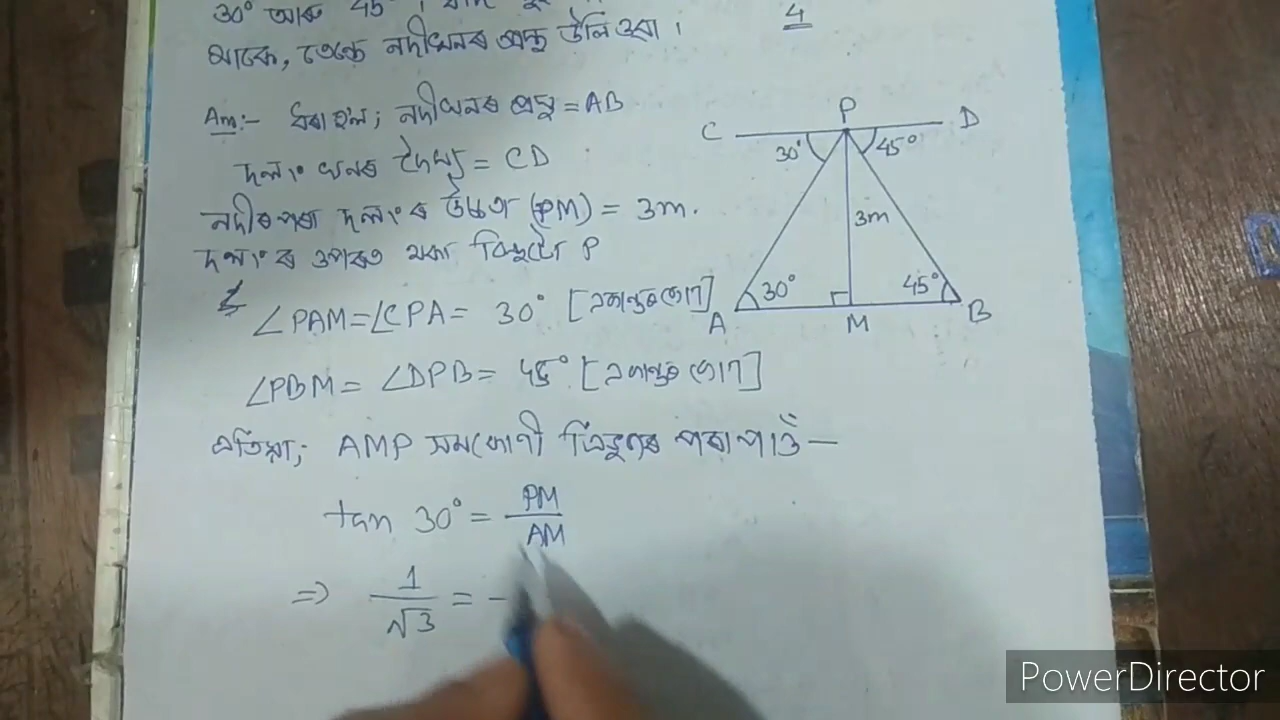 30° আৰু 45°
থাকে, তেন্তে নদীখনৰ প্ৰস্থ উলিওৱা । 4
Ans:- ধৰা হ'ল; নদীখনৰ প্ৰস্থ = AB
দলং খনৰ দৈৰ্ঘ্য = CD
নদীৰ পৰা দলং ৰ উচ্চতা (PM) = 3m.
দলং ৰ ওপৰত থকা বিন্দুটো P
∠PAM = ∠CPA = 30° [একান্তৰ কোণ]
∠PBM = ∠DPB = 45° [একান্তৰ কোণ]
এতিয়া; AMP সমকোণী ত্ৰিভুজৰ পৰা পাওঁ —
tan 30° = PM/AM
⇒ 1/√3 = -
C P D
30° 45°
3m
30° 45°
A M B
PowerDirector